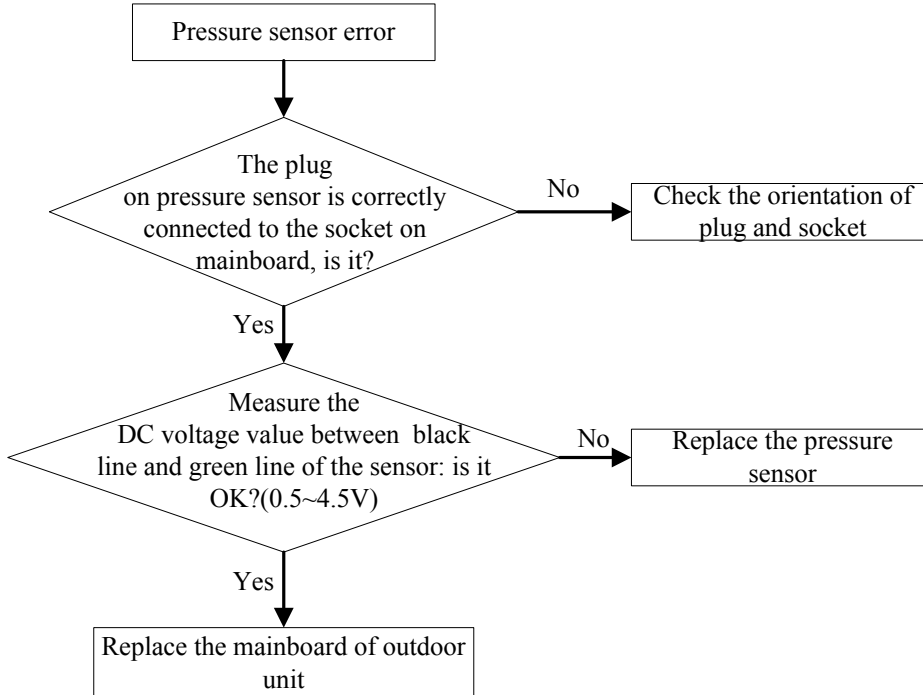 Pressure sensor error
The plug
on pressure sensor is correctly
connected to the socket on
mainboard, is it?
No
Check the orientation of
plug and socket
Yes
Measure the
DC voltage value between  black
line and green line of the sensor: is it
OK?(0.5~4.5V)
No
Replace the pressure
sensor
Yes
Replace the mainboard of outdoor
unit